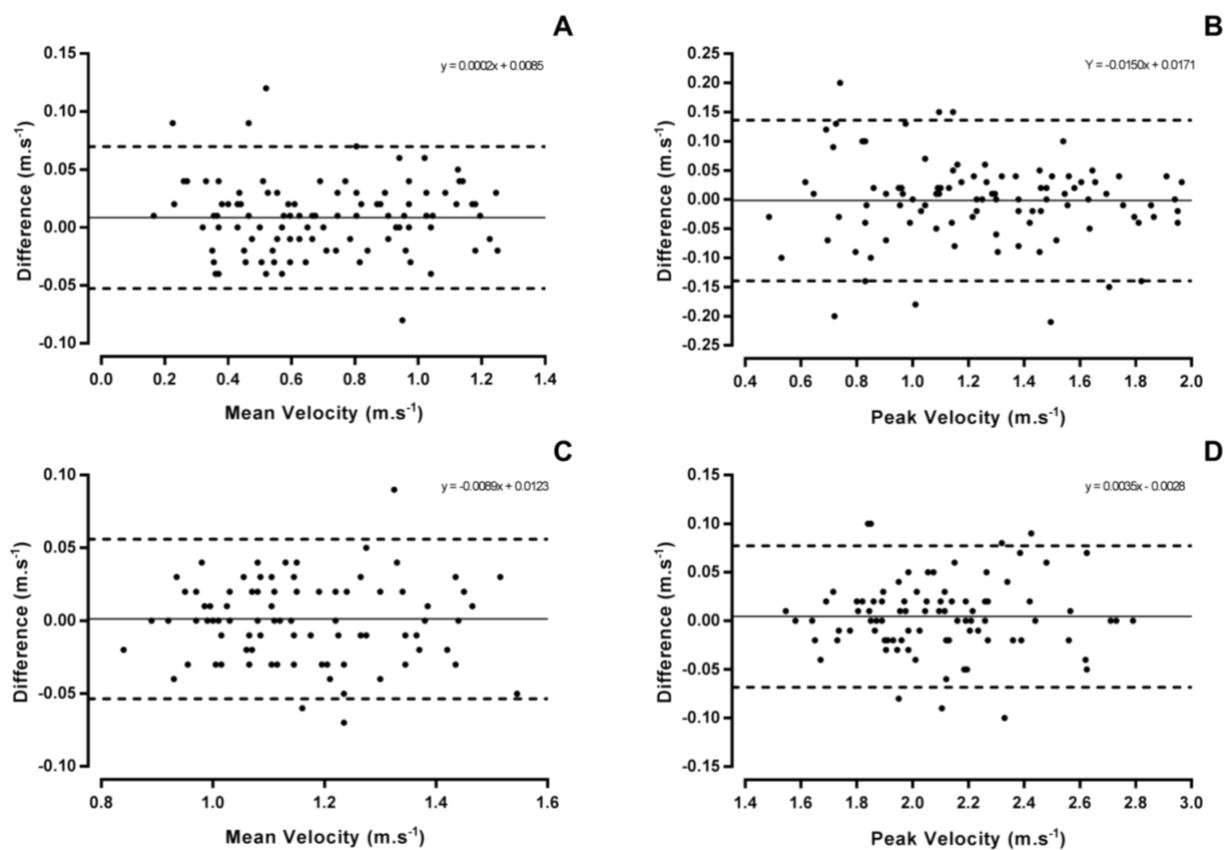 A
y = 0.0002x + 0.0085
0.15
0.10
0.05
0.00
-0.05
-0.10
Difference (m.s-1)
0.0 0.2 0.4 0.6 0.8 1.0 1.2 1.4
Mean Velocity (m.s-1)
B
Y = -0.0150x + 0.0171
0.25
0.20
0.15
0.10
0.05
0.00
-0.05
-0.10
-0.15
-0.20
-0.25
Difference (m.s-1)
0.4 0.6 0.8 1.0 1.2 1.4 1.6 1.8 2.0
Peak Velocity (m.s-1)
C
y = -0.0089x + 0.0123
0.10
0.05
0.00
-0.05
-0.10
Difference (m.s-1)
0.8 1.0 1.2 1.4 1.6
Mean Velocity (m.s-1)
D
y = 0.0035x - 0.0028
0.15
0.10
0.05
0.00
-0.05
-0.10
-0.15
Difference (m.s-1)
1.4 1.6 1.8 2.0 2.2 2.4 2.6 2.8 3.0
Peak Velocity (m.s-1)